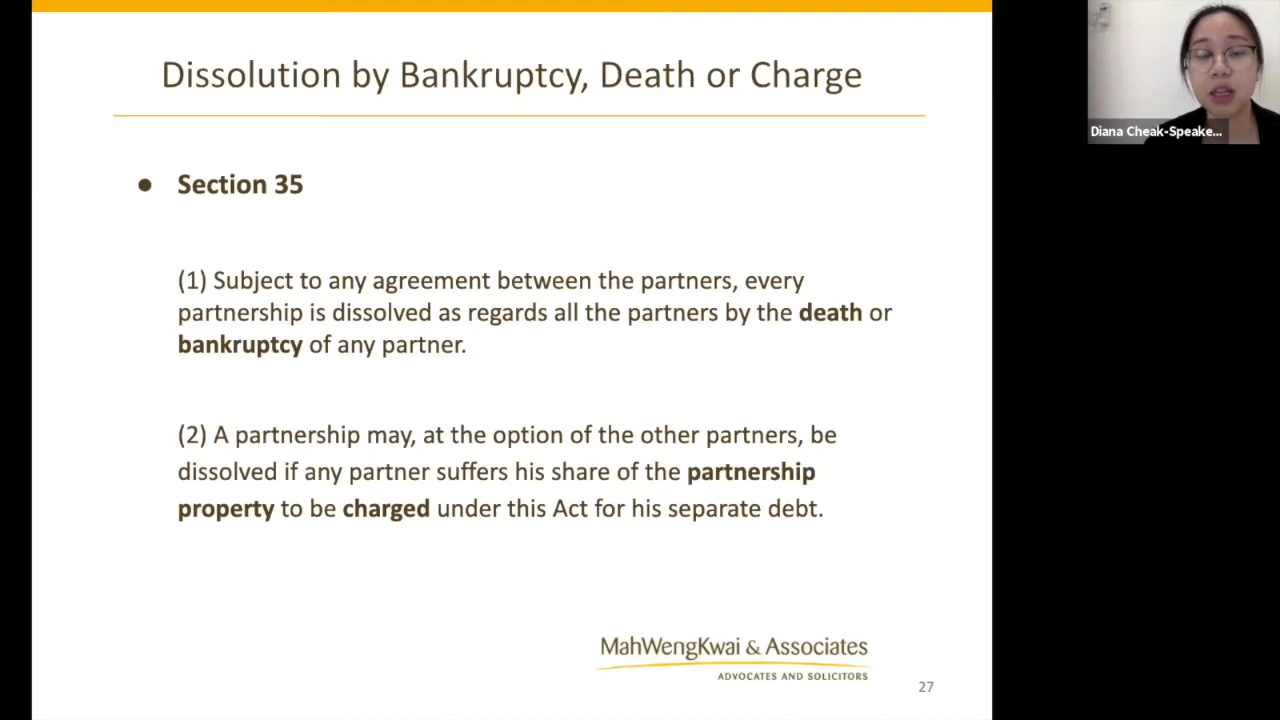 Dissolution by Bankruptcy, Death or Charge
● Section 35
(1) Subject to any agreement between the partners, every
partnership is dissolved as regards all the partners by the death or
bankruptcy of any partner.
(2) A partnership may, at the option of the other partners, be
dissolved if any partner suffers his share of the partnership
property to be charged under this Act for his separate debt.
MahWengKwai & Associates
ADVOCATES AND SOLICITORS
27
Diana Cheak-Speake...